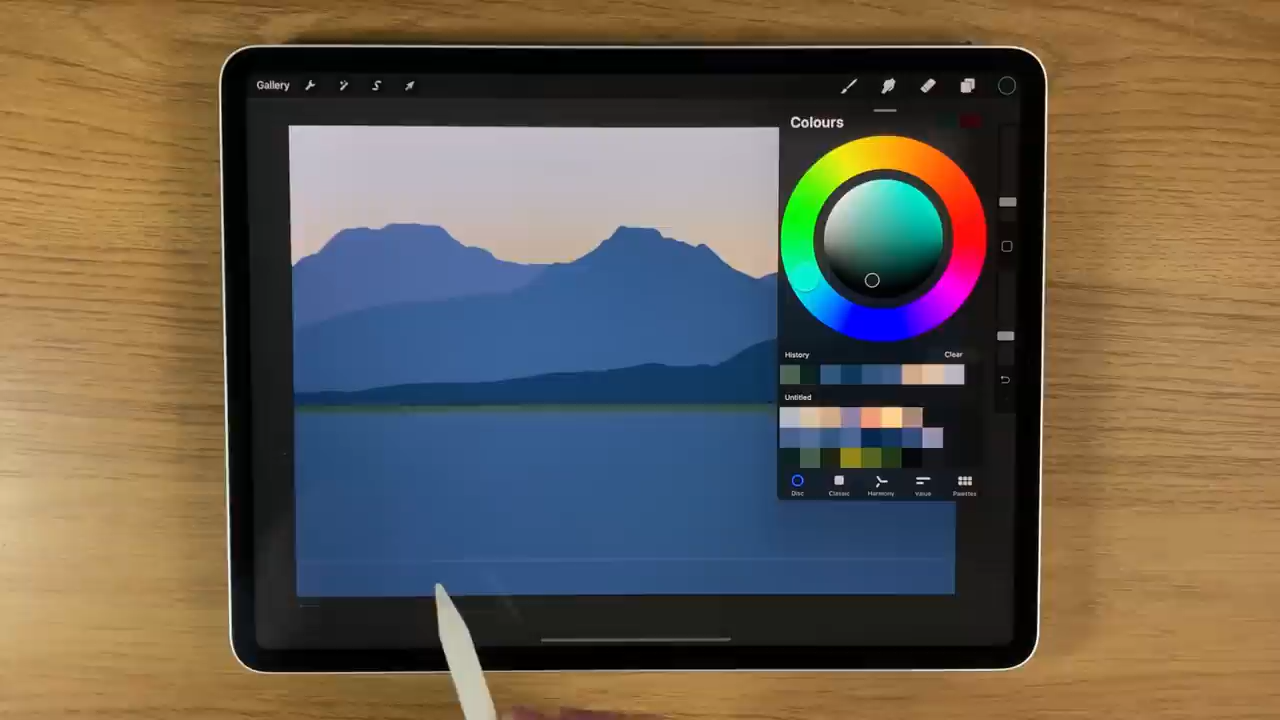 Gallery
Colours
History Clear
Untitled
Disc Classic Harmony Value Palettes